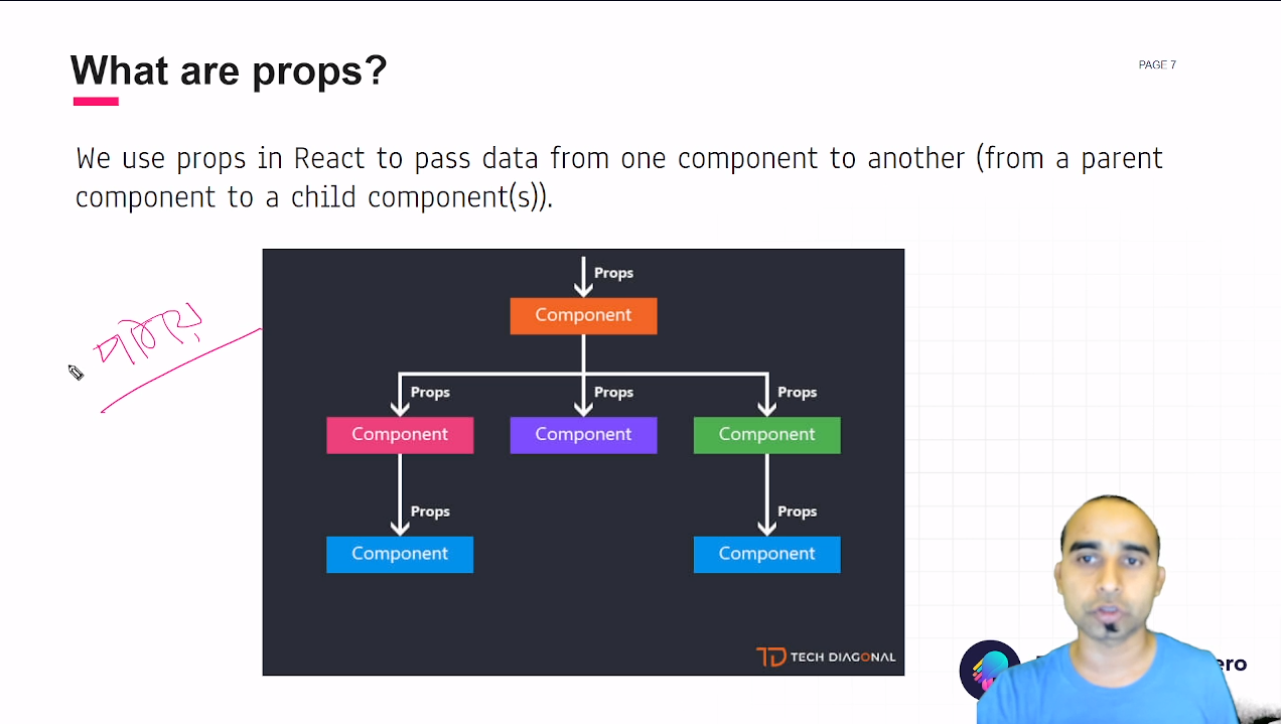 What are props?
PAGE 7
We use props in React to pass data from one component to another (from a parent
component to a child component(s)).
Props
Component
Props Props Props
Component Component Component
Props Props
Component Component
TECH DIAGONAL
ero